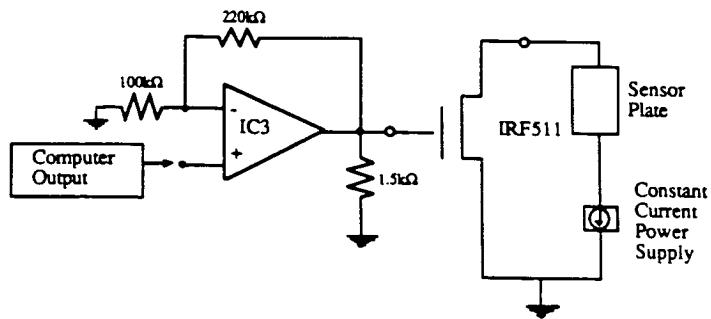 220kΩ
100kΩ
-
IC3
+
Computer
Output
1.5kΩ
IRF511
Sensor
Plate
Constant
Current
Power
Supply